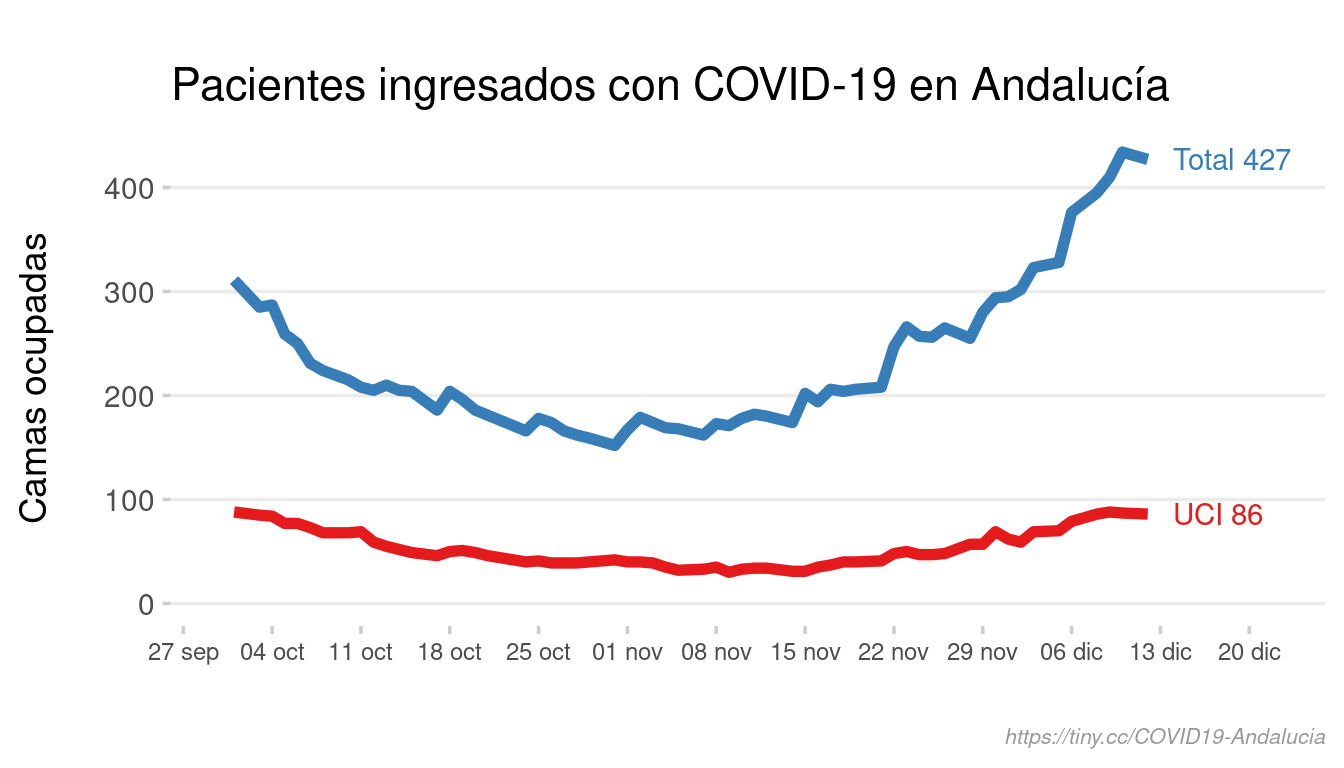 Pacientes ingresados con COVID-19 en Andalucía
Camas ocupadas
400
300
200
100
0
Total 427
UCI 86
27 sep 04 oct 11 oct 18 oct 25 oct 01 nov 08 nov 15 nov 22 nov 29 nov 06 dic 13 dic 20 dic
https://tiny.cc/COVID19-Andalucia